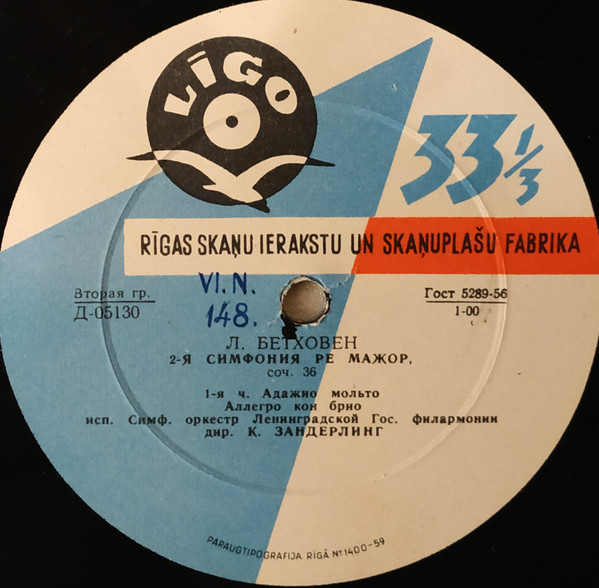 LĪGO
33 1/3
RĪGAS SKAŅU IERAKSTU UN SKAŅUPLAŠU FABRIKA
Вторая гр.
Д-05130
VI.N.
148.
Гост 5289-56
1-00
Л. БЕТХОВЕН
2-Я СИМФОНИЯ РЕ МАЖОР,
соч. 36
1-я ч. Адажио мольто
Аллегро кон брио
исп. Симф. оркестр Ленинградской Гос. филармонии
дир. К. ЗАНДЕРЛИНГ
PARAUGTIPOGRAFIJA RĪGĀ № 1400-59